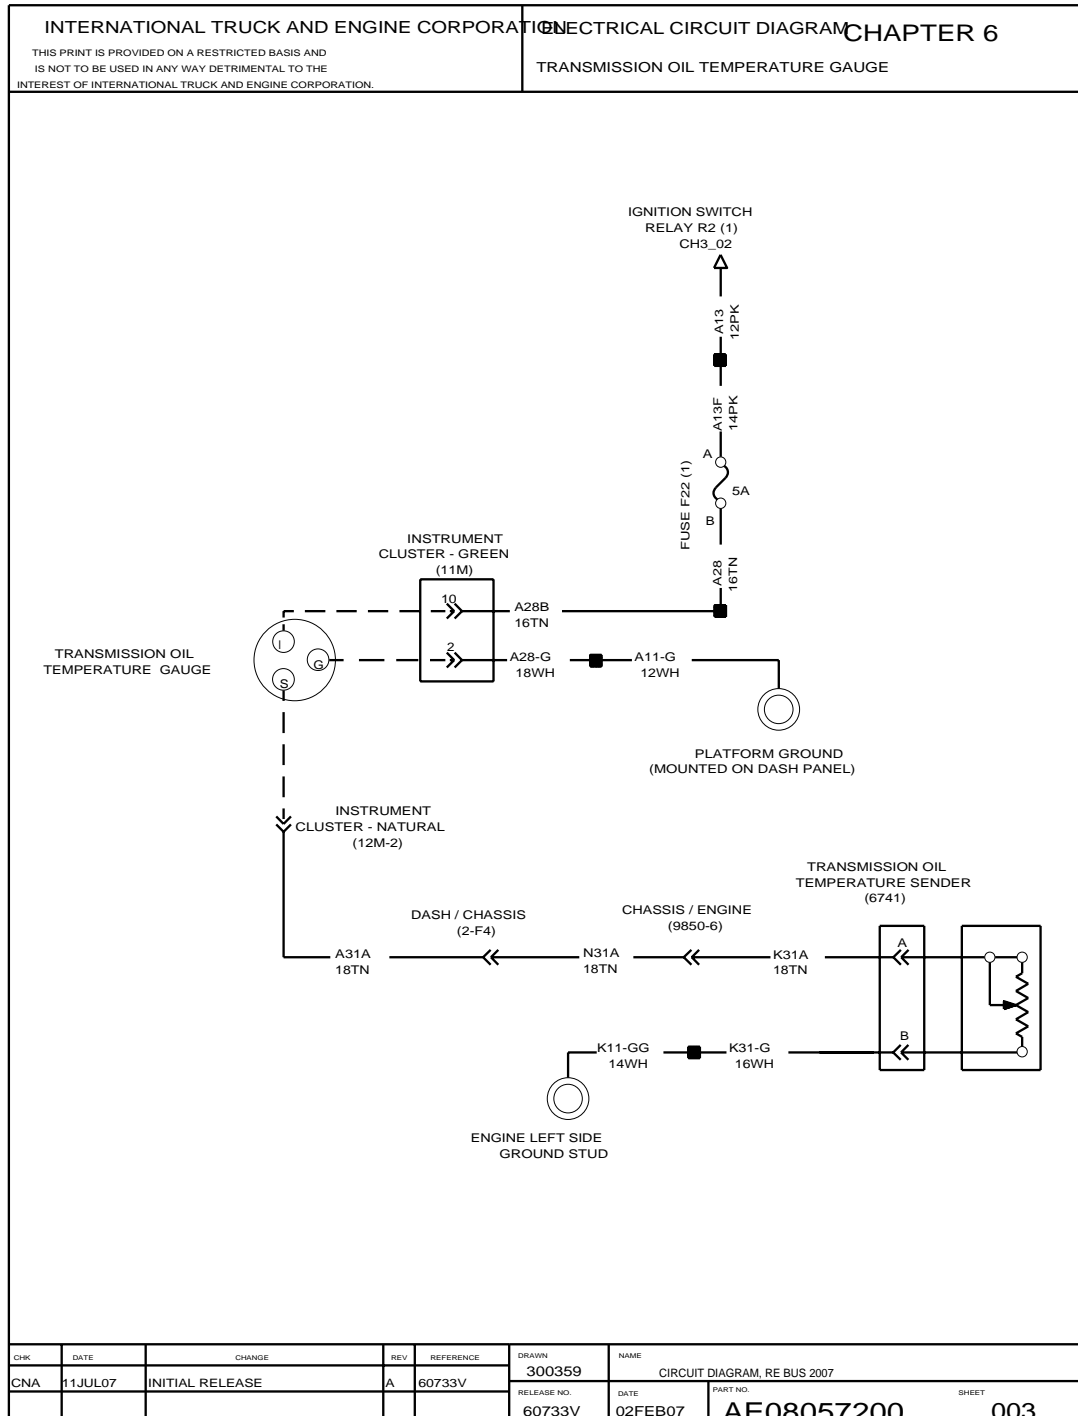 INTERNATIONAL TRUCK AND ENGINE CORPORATION
THIS PRINT IS PROVIDED ON A RESTRICTED BASIS AND
IS NOT TO BE USED IN ANY WAY DETRIMENTAL TO THE
INTEREST OF INTERNATIONAL TRUCK AND ENGINE CORPORATION.
ELECTRICAL CIRCUIT DIAGRAM
CHAPTER 6
TRANSMISSION OIL TEMPERATURE GAUGE
IGNITION SWITCH
RELAY R2 (1)
CH3_02
A13
12PK
A13F
14PK
A
FUSE F22 (1)
5A
B
A28
16TN
INSTRUMENT
CLUSTER - GREEN
(11M)
10
A28B
16TN
2
A28-G
18WH
A11-G
12WH
TRANSMISSION OIL
TEMPERATURE GAUGE
I
G
S
PLATFORM GROUND
(MOUNTED ON DASH PANEL)
INSTRUMENT
CLUSTER - NATURAL
(12M-2)
TRANSMISSION OIL
TEMPERATURE SENDER
(6741)
DASH / CHASSIS
(2-F4)
CHASSIS / ENGINE
(9850-6)
A31A
18TN
N31A
18TN
K31A
18TN
A
B
K11-GG
14WH
K31-G
16WH
ENGINE LEFT SIDE
GROUND STUD
CHK DATE CHANGE REV REFERENCE
CNA 11JUL07 INITIAL RELEASE A 60733V
DRAWN
300359
NAME
CIRCUIT DIAGRAM, RE BUS 2007
RELEASE NO.
60733V
DATE
02FEB07
PART NO.
AE08057200
SHEET
003